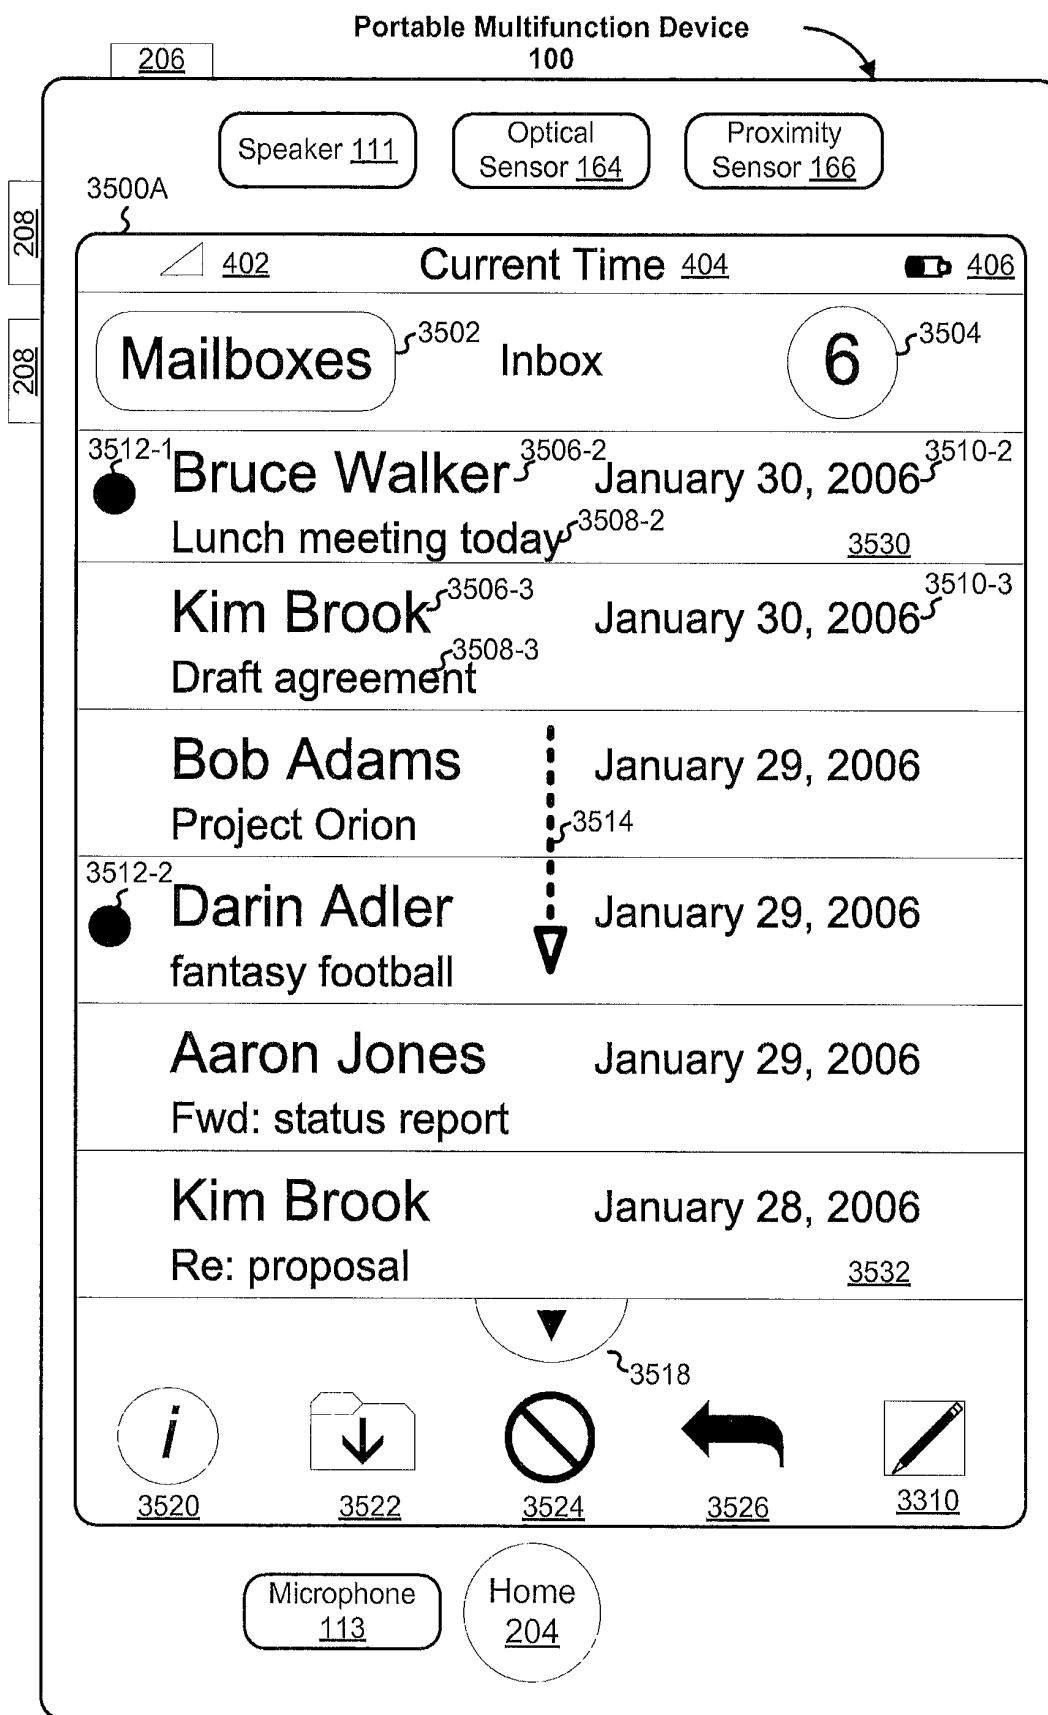 Portable Multifunction Device
100
206
Speaker 111
Optical
Sensor 164
Proximity
Sensor 166
3500A
208
208
402 Current Time 404 406
Mailboxes 3502 Inbox 6 3504
3512-1 Bruce Walker 3506-2 January 30, 2006 3510-2
Lunch meeting today 3508-2 3530
Kim Brook 3506-3 January 30, 2006 3510-3
Draft agreement 3508-3
Bob Adams January 29, 2006
Project Orion 3514
3512-2 Darin Adler January 29, 2006
fantasy football
Aaron Jones January 29, 2006
Fwd: status report
Kim Brook January 28, 2006
Re: proposal 3532
3518
i
3520 3522 3524 3526 3310
Microphone
113
Home
204